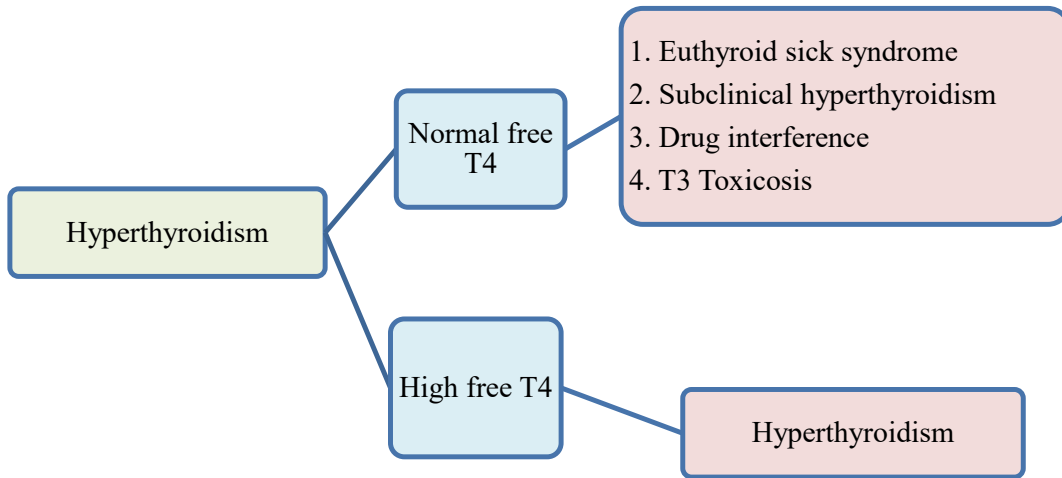 Hyperthyroidism
Normal free
T4
1. Euthyroid sick syndrome
2. Subclinical hyperthyroidism
3. Drug interference
4. T3 Toxicosis
High free T4
Hyperthyroidism